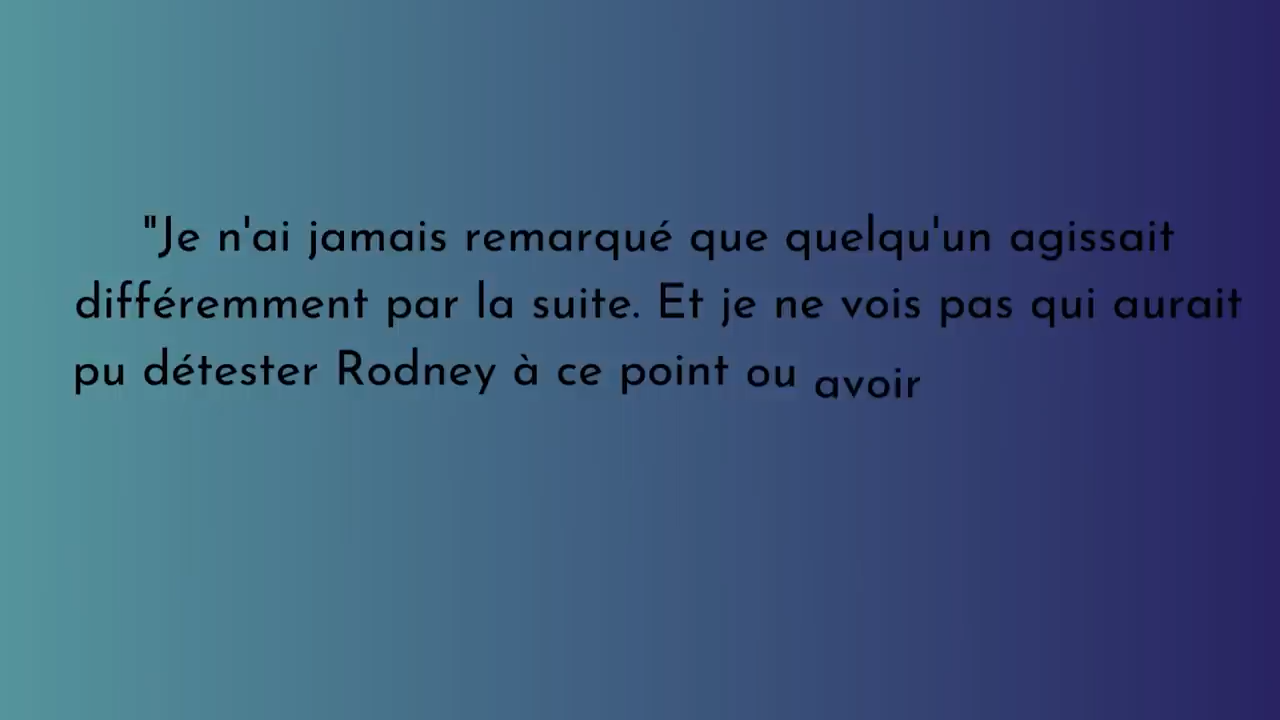 "Je n'ai jamais remarqué que quelqu'un agissait
différemment par la suite. Et je ne vois pas qui aurait
pu détester Rodney à ce point ou avoir